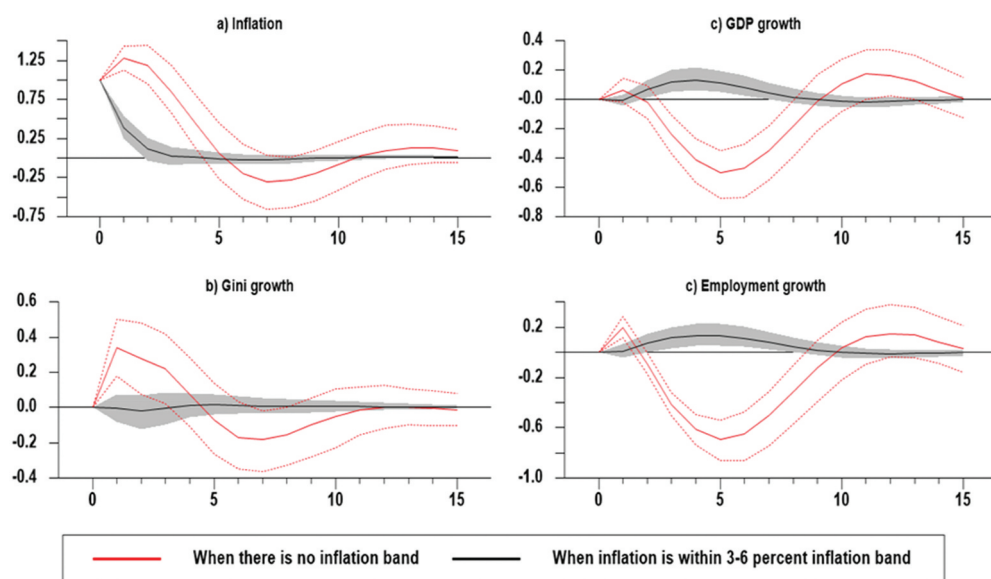 a) Inflation
1.25
0.75
0.25
-0.25
-0.75
0 5 10 15
c) GDP growth
0.4
0.2
-0.0
-0.2
-0.4
-0.6
-0.8
0 5 10 15
b) Gini growth
0.6
0.4
0.2
0.0
-0.2
-0.4
0 5 10 15
c) Employment growth
0.2
-0.2
-0.6
-1.0
0 5 10 15
When there is no inflation band
When inflation is within 3-6 percent inflation band